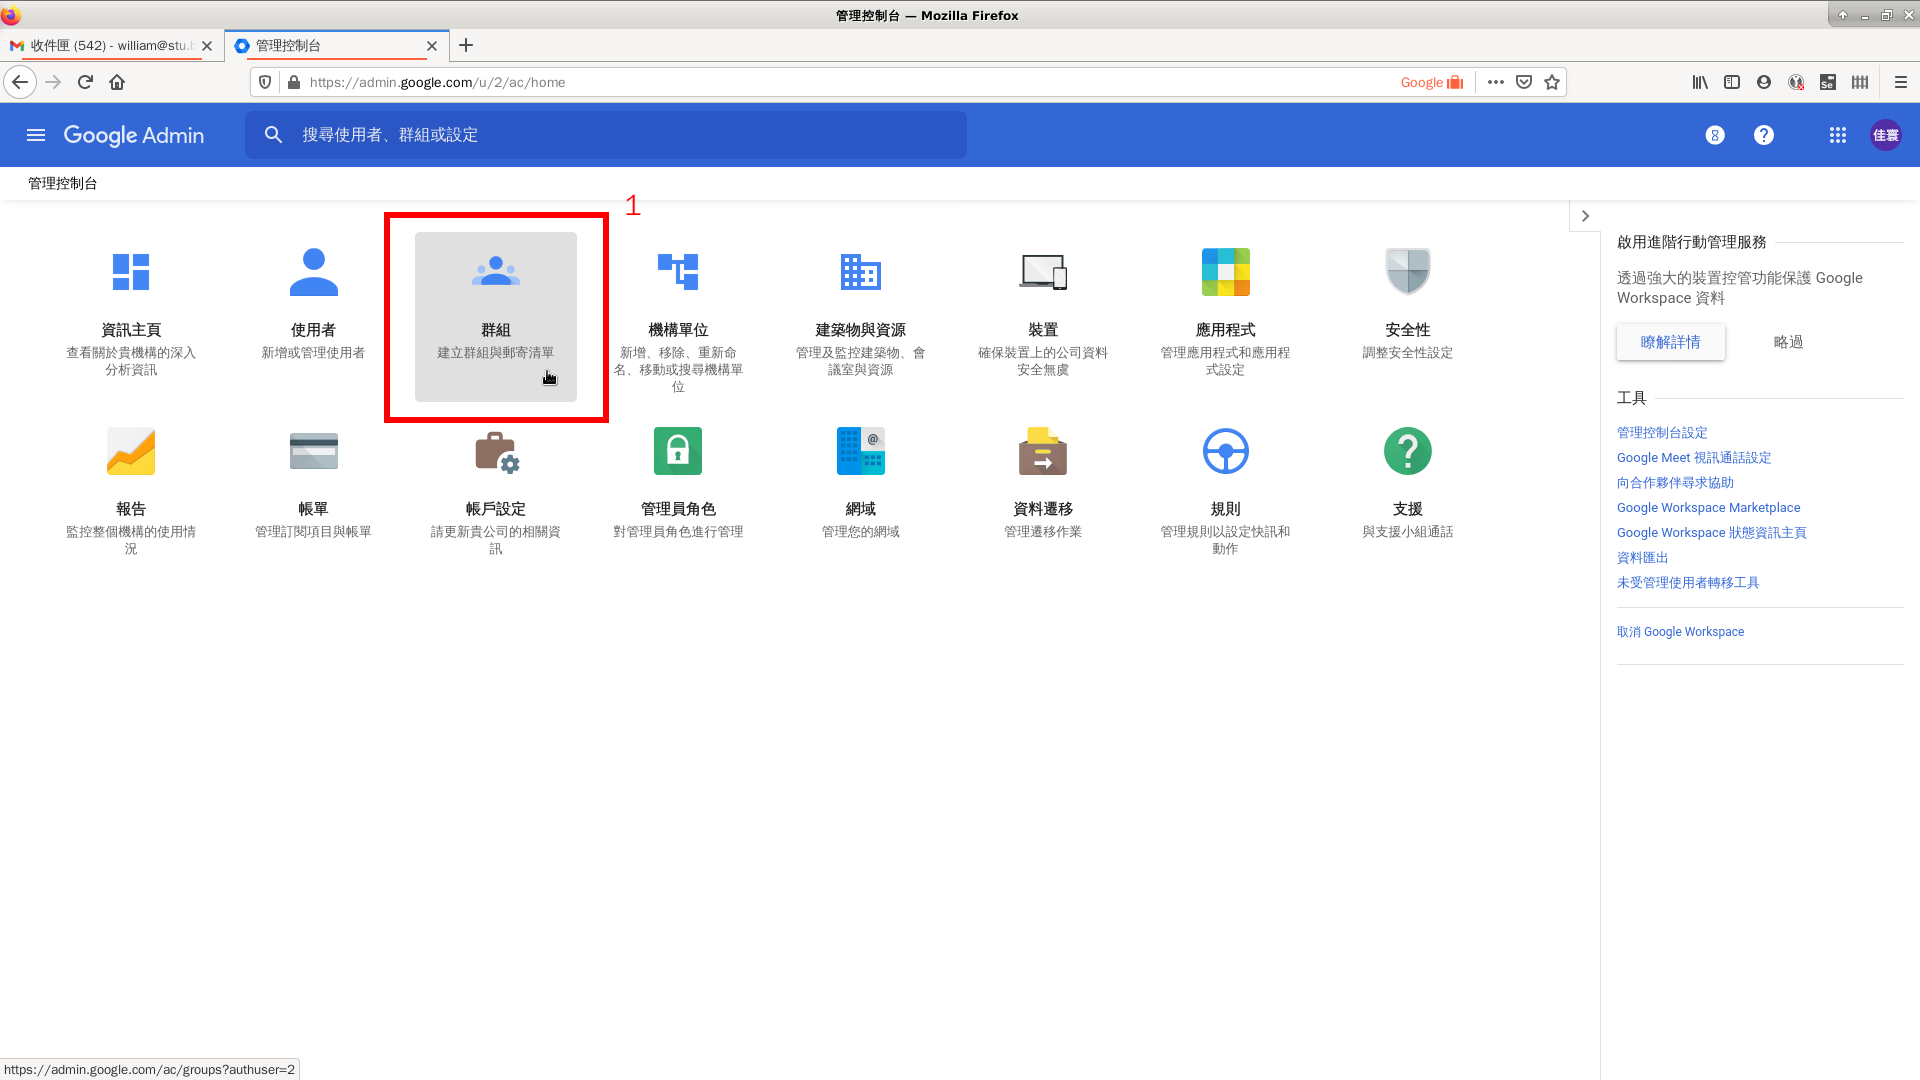 管理控制台 — Mozilla Firefox
收件匣 (542) - william@stu.
管理控制台
https://admin.google.com/u/2/ac/home
Google
Se
Google Admin
搜尋使用者、群組或設定
佳寰
管理控制台
1
資訊主頁
查看關於貴機構的深入
分析資訊
使用者
新增或管理使用者
群組
建立群組與郵寄清單
機構單位
新增、移除、重新命
名、移動或搜尋機構單
位
建築物與資源
管理及監控建築物、會
議室與資源
裝置
確保裝置上的公司資料
安全無虞
應用程式
管理應用程式和應用程
式設定
安全性
調整安全性設定
報告
監控整個機構的使用情
況
帳單
管理訂閱項目與帳單
帳戶設定
請更新貴公司的相關資
訊
管理員角色
對管理員角色進行管理
@
網域
管理您的網域
資料遷移
管理遷移作業
規則
管理規則以設定快訊和
動作
支援
與支援小組通話
啟用進階行動管理服務
透過強大的裝置控管功能保護 Google
Workspace 資料
瞭解詳情
略過
工具
管理控制台設定
Google Meet 視訊通話設定
向合作夥伴尋求協助
Google Workspace Marketplace
Google Workspace 狀態資訊主頁
資料匯出
未受管理使用者轉移工具
取消 Google Workspace
https://admin.google.com/ac/groups?authuser=2